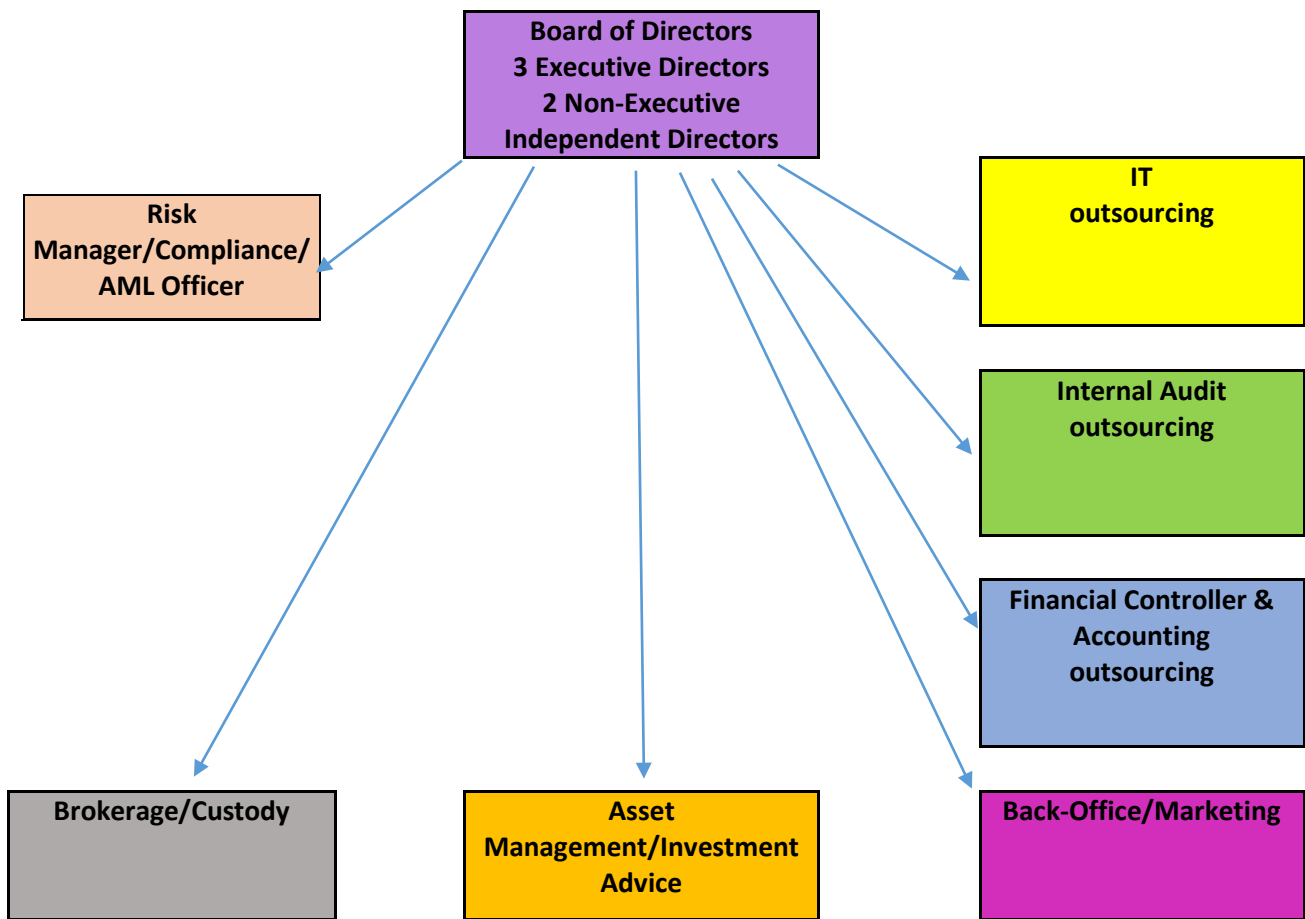 Board of Directors
3 Executive Directors
2 Non-Executive
Independent Directors
Risk
Manager/Compliance/
AML Officer
IT
outsourcing
Internal Audit
outsourcing
Financial Controller &
Accounting
outsourcing
Brokerage/Custody
Asset
Management/Investment
Advice
Back-Office/Marketing